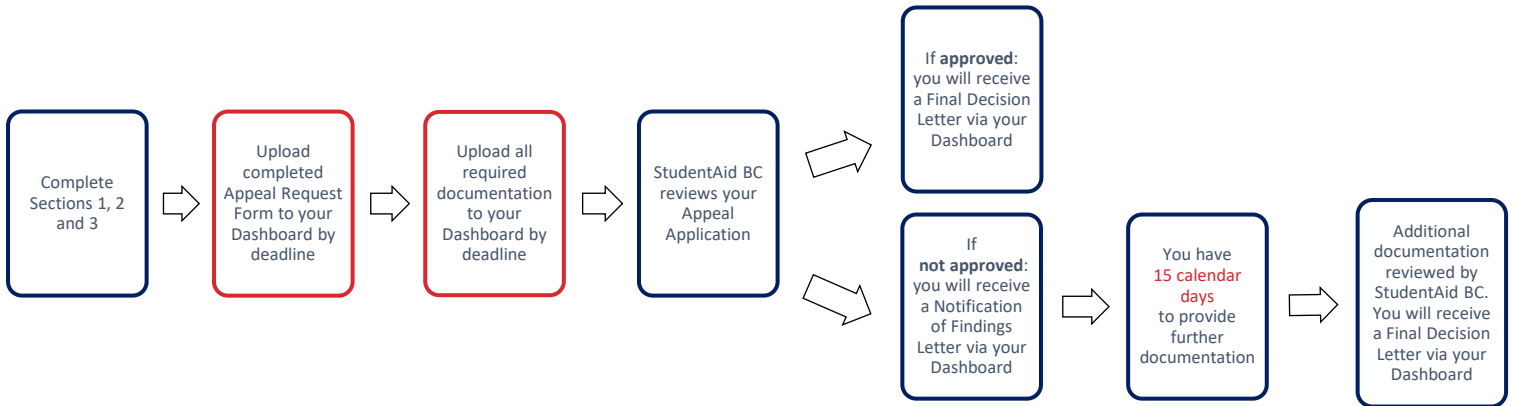 Complete
Sections 1, 2
and 3
Upload
completed
Appeal Request
Form to your
Dashboard by
deadline
Upload all
required
documentation
to your
Dashboard by
deadline
StudentAid BC
reviews your
Appeal
Application
If approved:
you will receive
a Final Decision
Letter via your
Dashboard
If
not approved:
you will receive
a Notification
of Findings
Letter via your
Dashboard
You have
15 calendar
days
to provide
further
documentation
Additional
documentation
reviewed by
StudentAid BC.
You will receive
a Final Decision
Letter via your
Dashboard